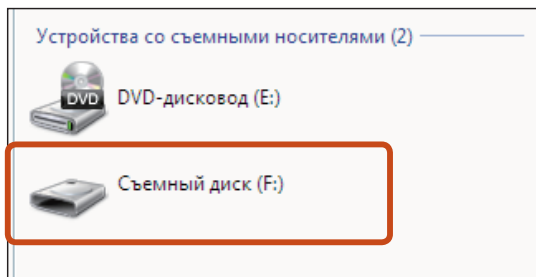 Устройства со съемными носителями (2)
DVD
DVD-дисковод (E:)
Съемный диск (F:)